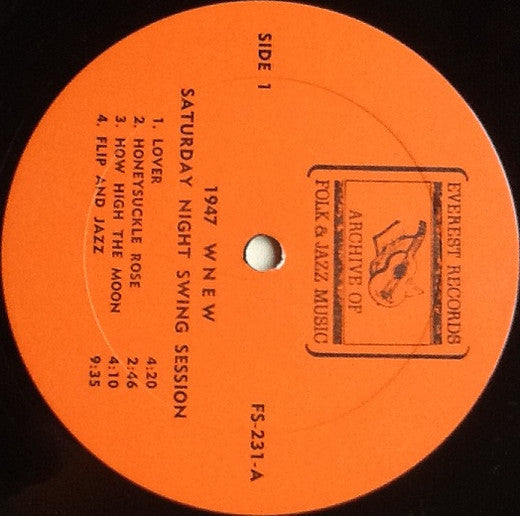 EVEREST RECORDS
ARCHIVE OF
FOLK & JAZZ MUSIC
SIDE 1 FS-231-A
1947 WNEW
SATURDAY NIGHT SWING SESSION
1. LOVER 4:20
2. HONEYSUCKLE ROSE 2:46
3. HOW HIGH THE MOON 4:10
4. FLIP AND JAZZ 9:35